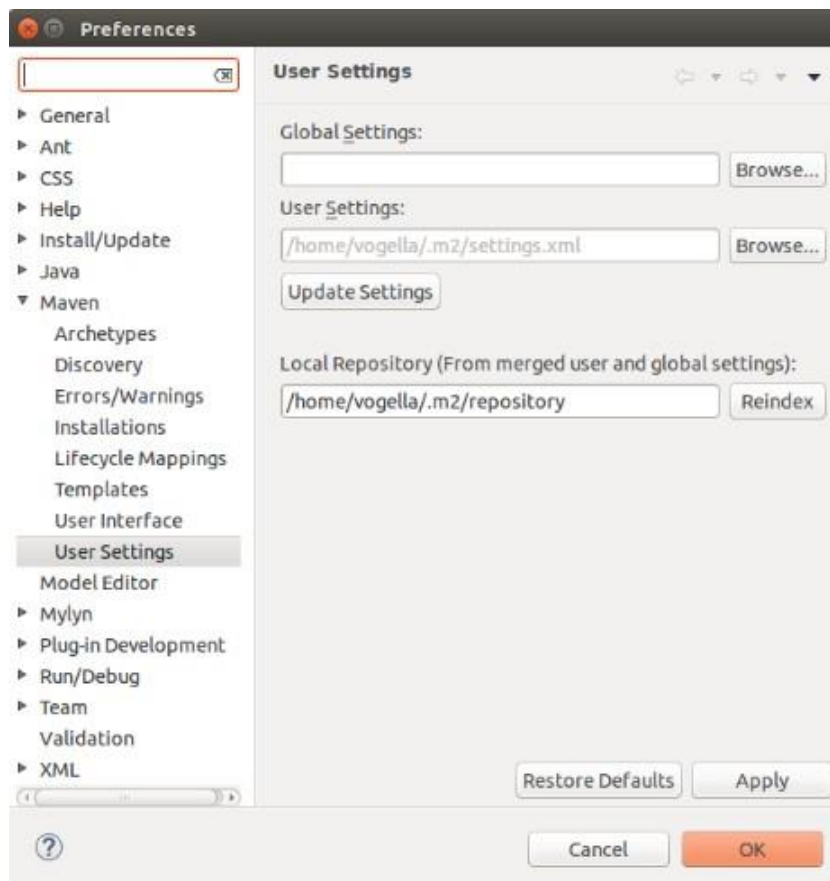 Preferences
General
Ant
CSS
Help
Install/Update
Java
Maven
Archetypes
Discovery
Errors/Warnings
Installations
Lifecycle Mappings
Templates
User Interface
User Settings
Model Editor
Mylyn
Plug-in Development
Run/Debug
Team
Validation
XML
User Settings
Global Settings:
Browse...
User Settings:
/home/vogella/.m2/settings.xml
Browse...
Update Settings
Local Repository (From merged user and global settings):
/home/vogella/.m2/repository
Reindex
Restore Defaults
Apply
?
Cancel
OK